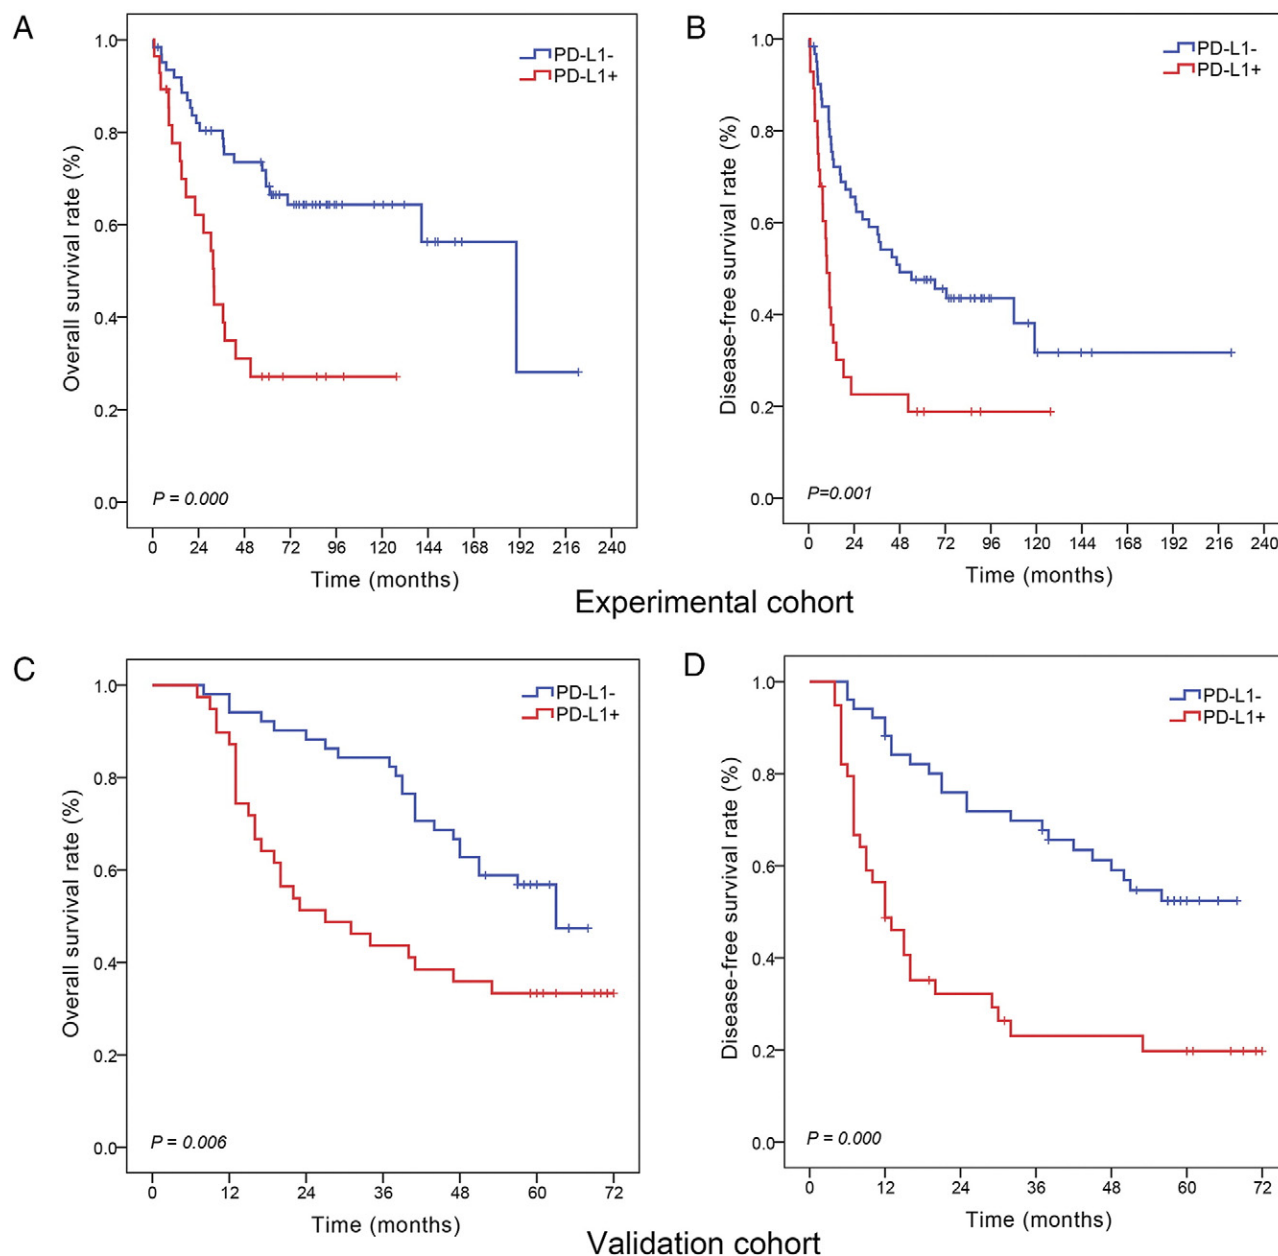 A
1.0
0.8
0.6
0.4
0.2
0.0
Overall survival rate (%)
PD-L1-
PD-L1+
P = 0.000
0 24 48 72 96 120 144 168 192 216 240
Time (months)
B
1.0
0.8
0.6
0.4
0.2
0.0
Disease-free survival rate (%)
PD-L1-
PD-L1+
P=0.001
0 24 48 72 96 120 144 168 192 216 240
Time (months)
Experimental cohort
C
1.0
0.8
0.6
0.4
0.2
0.0
Overall survival rate (%)
PD-L1-
PD-L1+
P = 0.006
0 12 24 36 48 60 72
Time (months)
D
1.0
0.8
0.6
0.4
0.2
0.0
Disease-free survival rate (%)
PD-L1-
PD-L1+
P = 0.000
0 12 24 36 48 60 72
Time (months)
Validation cohort